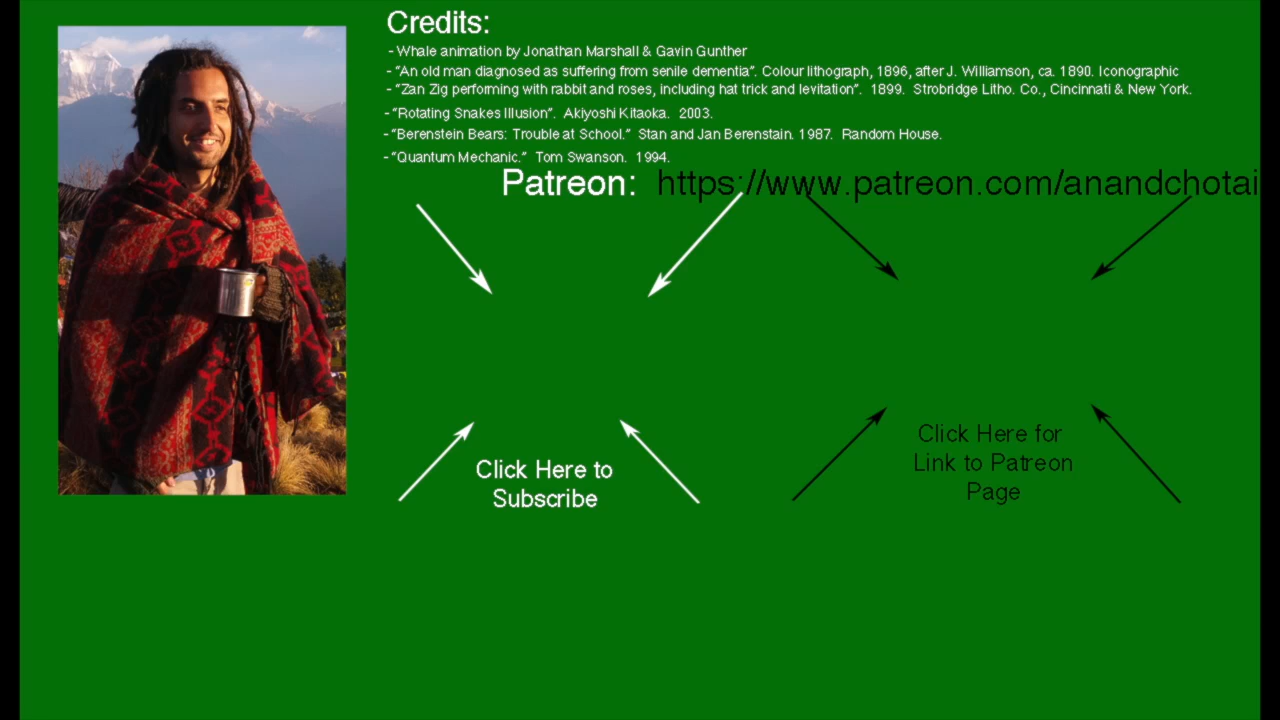 Credits:
- Whale animation by Jonathan Marshall & Gavin Gunther
- "An old man diagnosed as suffering from senile dementia". Colour lithograph, 1896, after J. Williamson, ca. 1890. Iconographic
- "Zan Zig performing with rabbit and roses, including hat trick and levitation". 1899. Strobridge Litho. Co., Cincinnati & New York.
- "Rotating Snakes Illusion". Akiyoshi Kitaoka. 2003.
- "Berenstein Bears: Trouble at School." Stan and Jan Berenstain. 1987. Random House.
- "Quantum Mechanic." Tom Swanson. 1994.
Patreon: https://www.patreon.com/anandchotai
Click Here to
Subscribe
Click Here for
Link to Patreon
Page